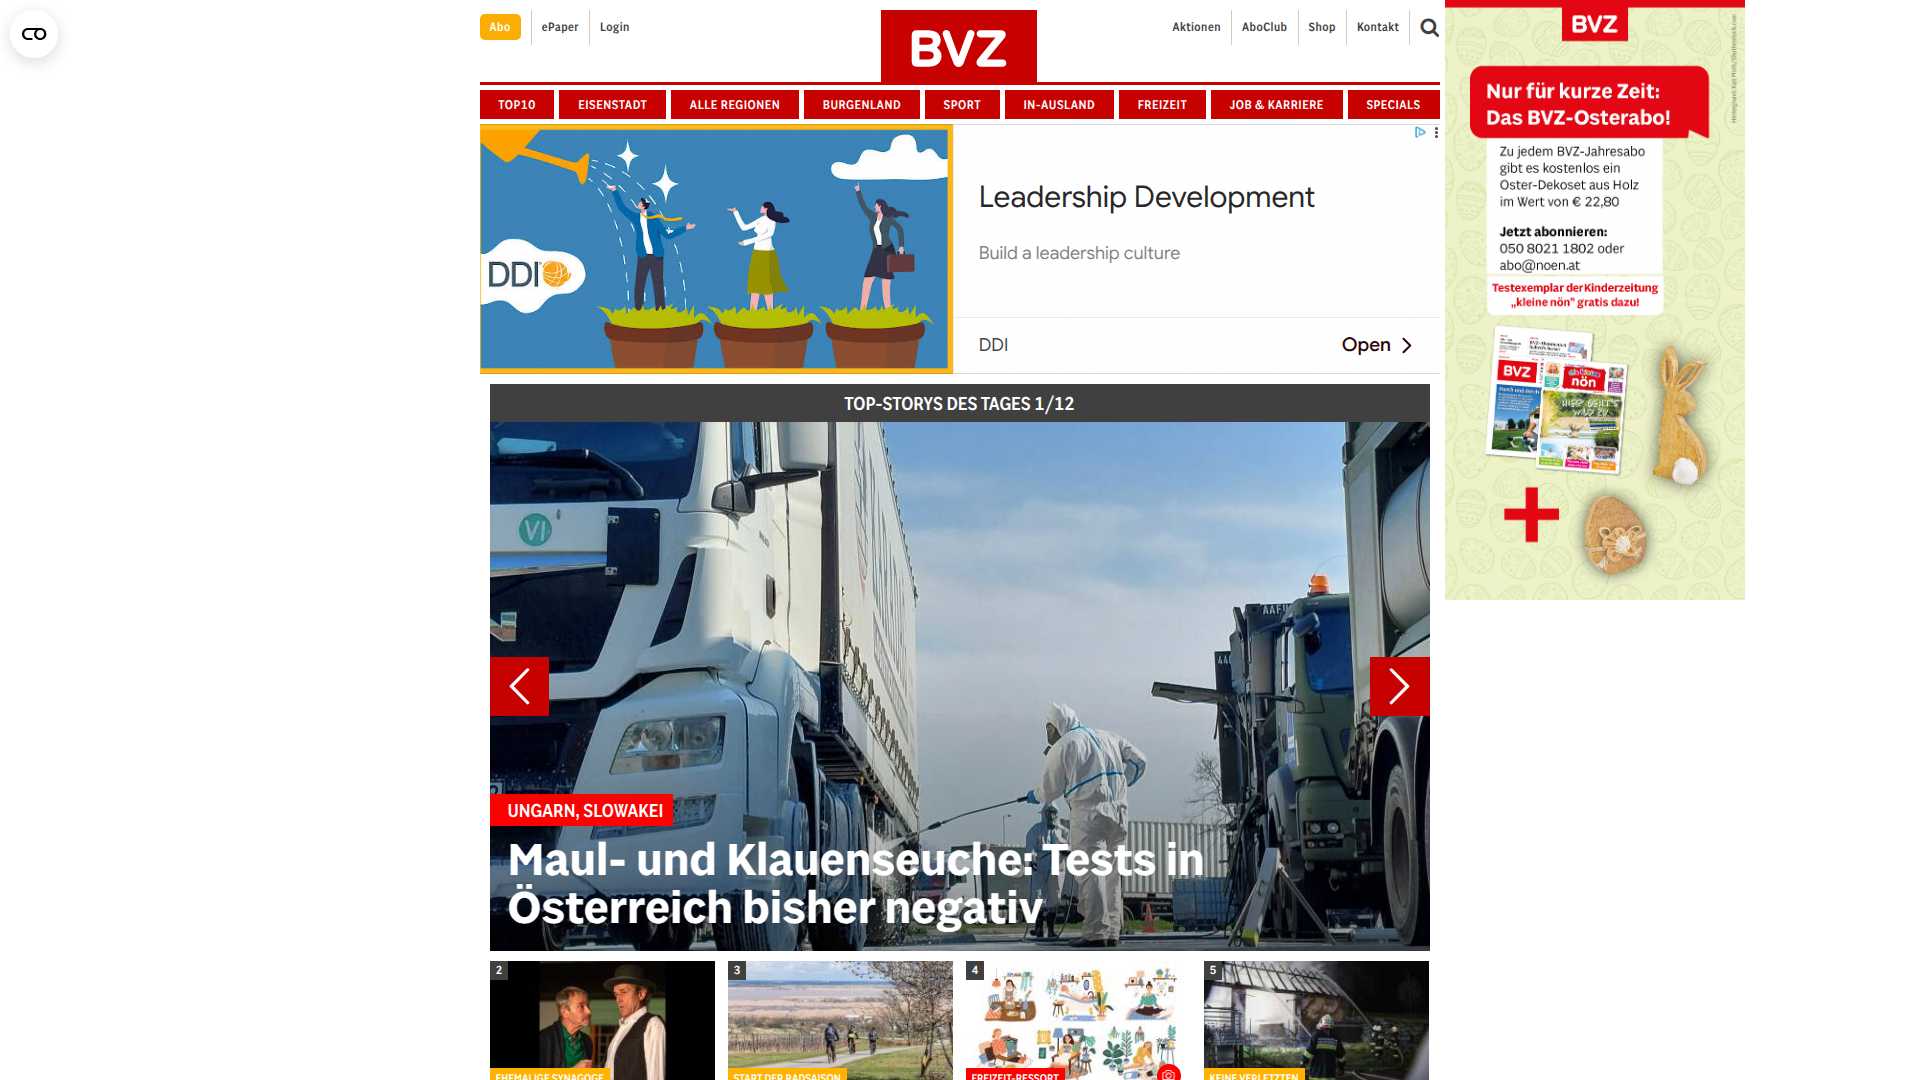 Abo
ePaper
Login
BVZ
Aktionen
AboClub
Shop
Kontakt
TOP10
EISENSTADT
ALLE REGIONEN
BURGENLAND
SPORT
IN-AUSLAND
FREIZEIT
JOB & KARRIERE
SPECIALS
DDI
Leadership Development
Build a leadership culture
DDI
Open
TOP-STORYS DES TAGES 1/12
VI
UNGARN, SLOWAKEI
Maul- und Klauenseuche: Tests in
Österreich bisher negativ
2
EHEMALIGE SYNAGOGE
3
START DER RADSAISON
4
FREIZEIT-RESSORT
5
KEINE VERLETZTEN
BVZ
Nur für kurze Zeit:
Das BVZ-Osterabo!
Zu jedem BVZ-Jahresabo
gibt es kostenlos ein
Oster-Dekoset aus Holz
im Wert von € 22,80
Jetzt abonnieren:
050 8021 1802 oder
abo@noen.at
Testexemplar der Kinderzeitung
„kleine nön" gratis dazu!
BVZ
nön